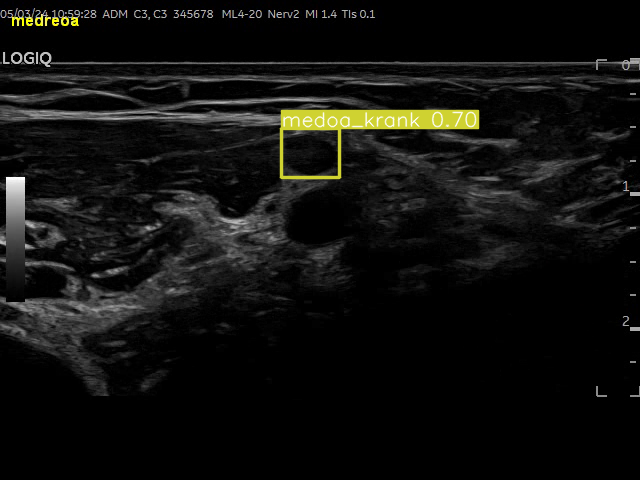 05/03/24 10:59:28 ADM C3, C3 345678 ML4-20 Nerv2 MI 1.4 TIs 0.1
medreoa
LOGIQ
0
medoa_krank 0.70
1
2